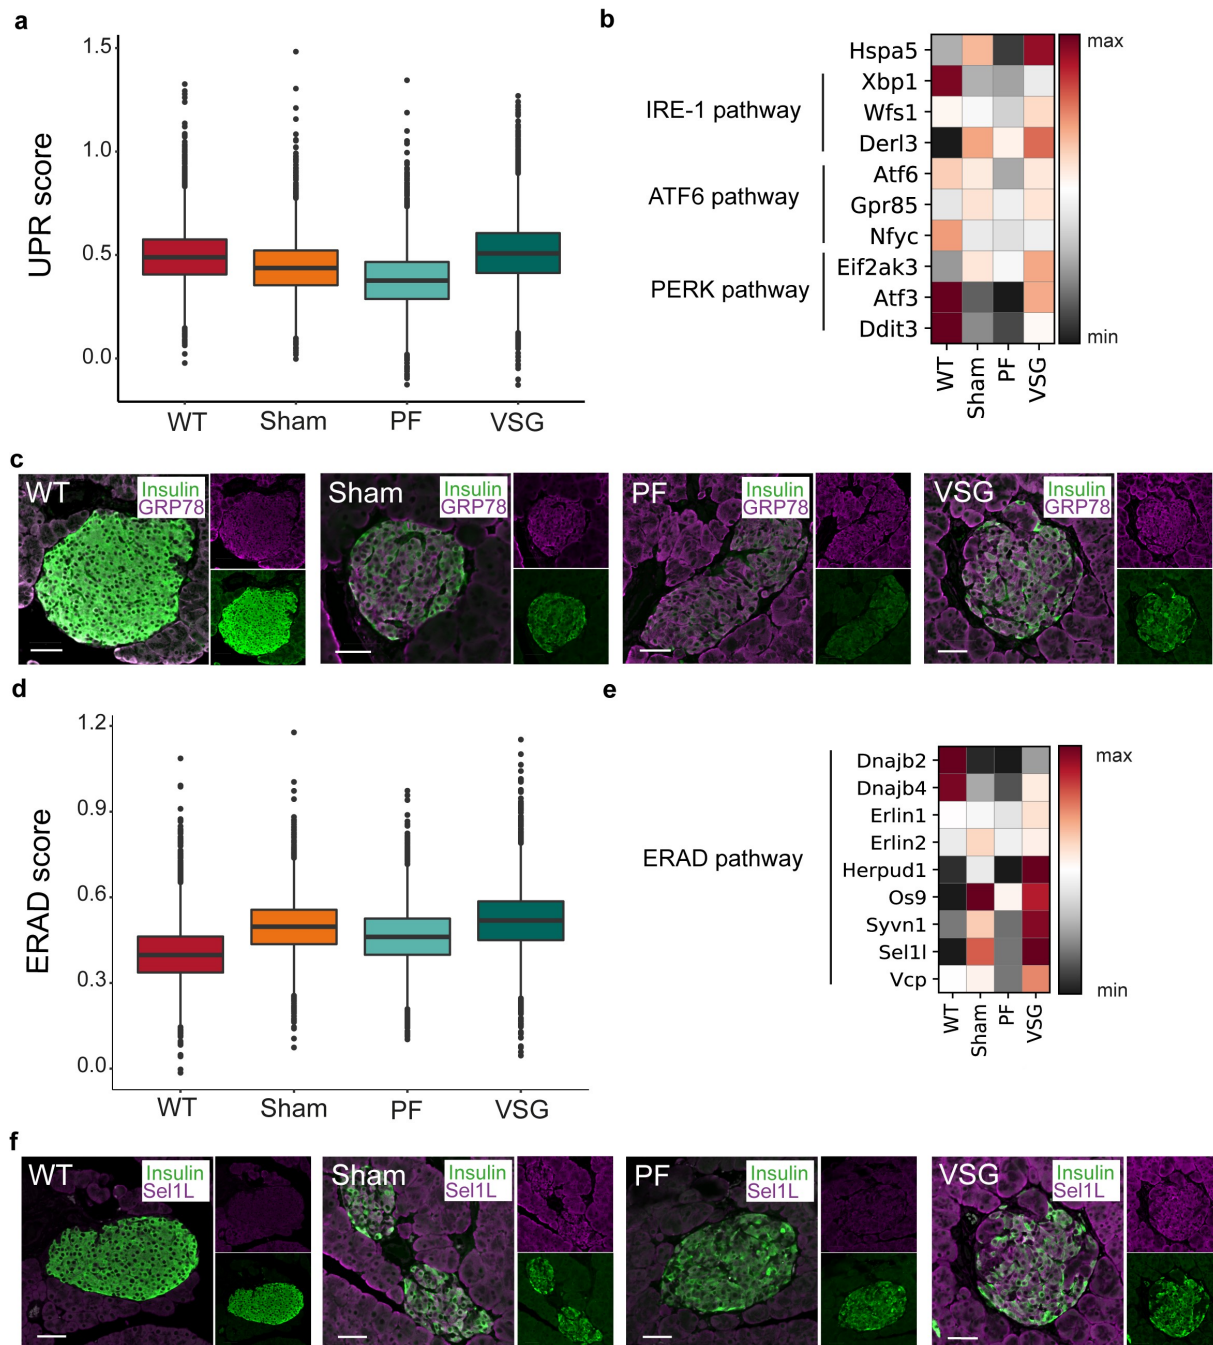 a
UPR score
1.5
1.0
0.5
0.0
WT Sham PF VSG
b
Hspa5
IRE-1 pathway
Xbp1
Wfs1
Derl3
ATF6 pathway
Atf6
Gpr85
Nfyc
PERK pathway
Eif2ak3
Atf3
Ddit3
WT Sham PF VSG
max
min
c
WT
Insulin
GRP78
Sham
Insulin
GRP78
PF
Insulin
GRP78
VSG
Insulin
GRP78
d
ERAD score
1.2
0.9
0.6
0.3
0.0
WT Sham PF VSG
e
ERAD pathway
Dnajb2
Dnajb4
Erlin1
Erlin2
Herpud1
Os9
Syvn1
Sel1l
Vcp
WT Sham PF VSG
max
min
f
WT
Insulin
Sel1L
Sham
Insulin
Sel1L
PF
Insulin
Sel1L
VSG
Insulin
Sel1L